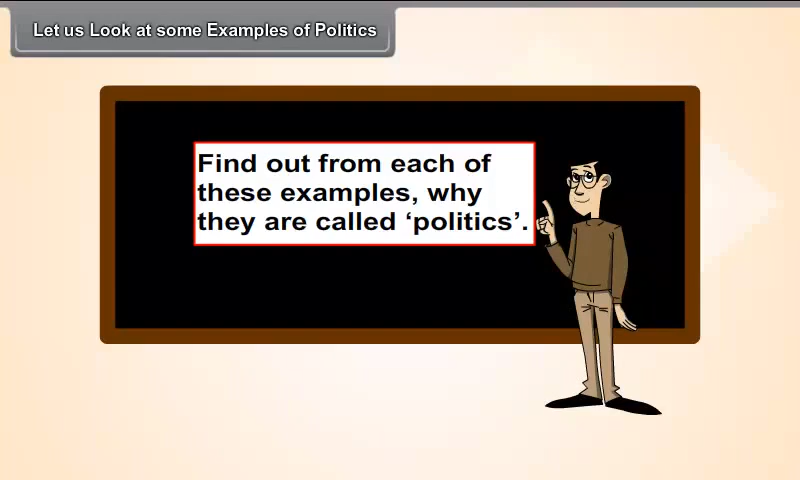 Let us Look at some Examples of Politics
Find out from each of
these examples, why
they are called ‘politics’.